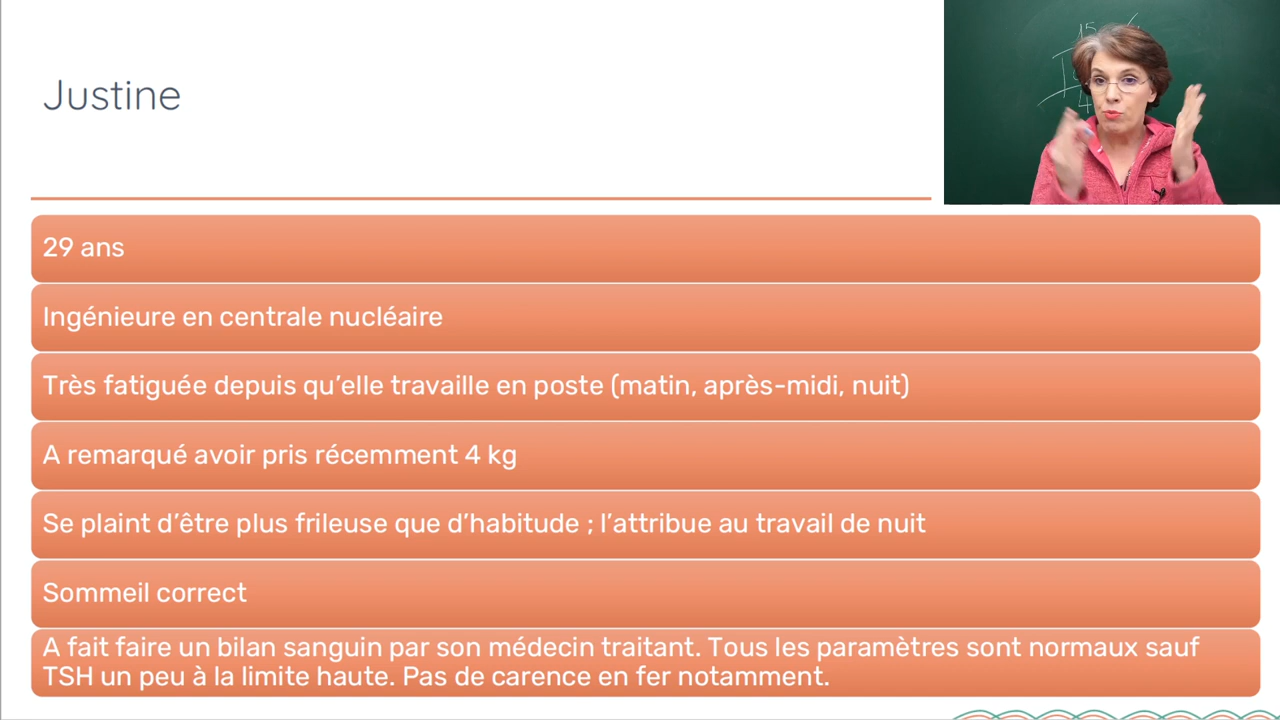 Justine
29 ans
Ingénieure en centrale nucléaire
Très fatiguée depuis qu’elle travaille en poste (matin, après-midi, nuit)
A remarqué avoir pris récemment 4 kg
Se plaint d’être plus frileuse que d’habitude ; l’attribue au travail de nuit
Sommeil correct
A fait faire un bilan sanguin par son médecin traitant. Tous les paramètres sont normaux sauf
TSH un peu à la limite haute. Pas de carence en fer notamment.